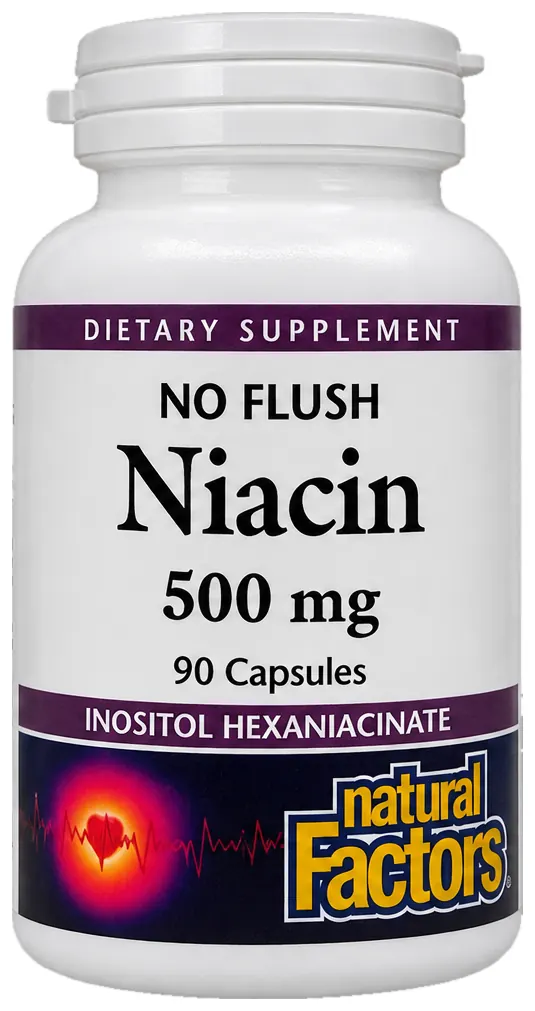 DIETARY SUPPLEMENT
NO FLUSH
Niacin
500 mg
90 Capsules
INOSITOL HEXANIACINATE
natural
Factors®